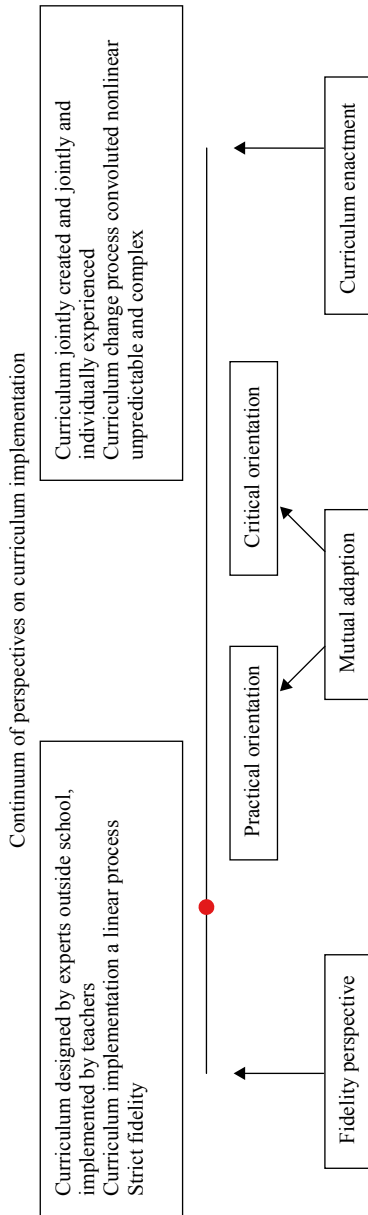 Continuum of perspectives on curriculum implementation
Curriculum designed by experts outside school,
implemented by teachers
Curriculum implementation a linear process
Strict fidelity
Curriculum jointly created and jointly and
individually experienced
Curriculum change process convoluted nonlinear
unpredictable and complex
Practical orientation
Critical orientation
Fidelity perspective
Mutual adaption
Curriculum enactment